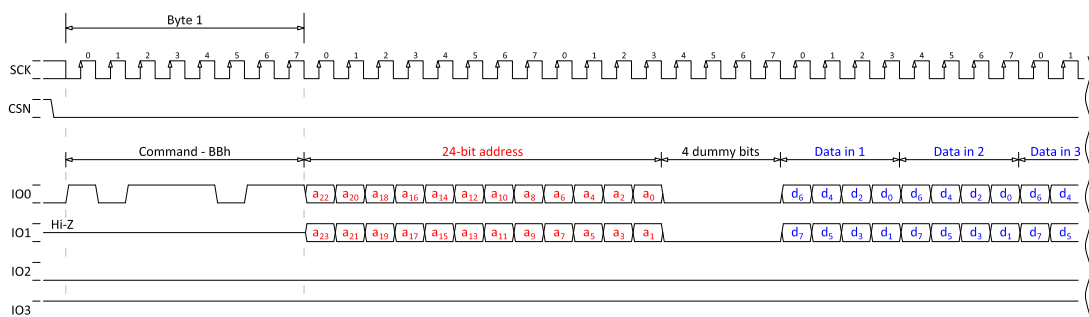 Byte 1
0 1 2 3 4 5 6 7 0 1 2 3 4 5 6 7 0 1 2 3 4 5 6 7 0 1 2 3 4 5 6 7 0 1
SCK
CSN
Command - BBh 24-bit address 4 dummy bits Data in 1 Data in 2 Data in 3
IO0 a22 a20 a18 a16 a14 a12 a10 a8 a6 a4 a2 a0 d6 d4 d2 d0 d6 d4 d2 d0 d6 d4
Hi-Z
IO1 a23 a21 a19 a17 a15 a13 a11 a9 a7 a5 a3 a1 d7 d5 d3 d1 d7 d5 d3 d1 d7 d5
IO2
IO3